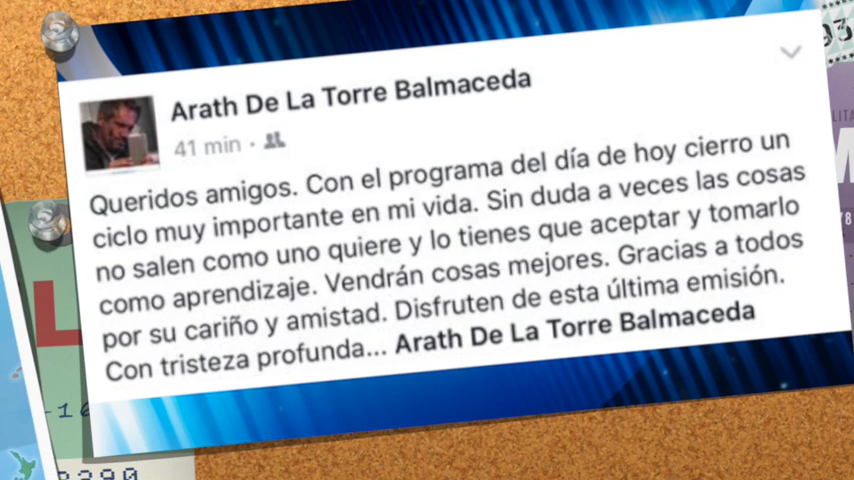 Arath De La Torre Balmaceda
41 min ·
Queridos amigos. Con el programa del día de hoy cierro un
ciclo muy importante en mi vida. Sin duda a veces las cosas
no salen como uno quiere y lo tienes que aceptar y tomarlo
como aprendizaje. Vendrán cosas mejores. Gracias a todos
por su cariño y amistad. Disfruten de esta última emisión.
Con tristeza profunda... Arath De La Torre Balmaceda
93
L
-16